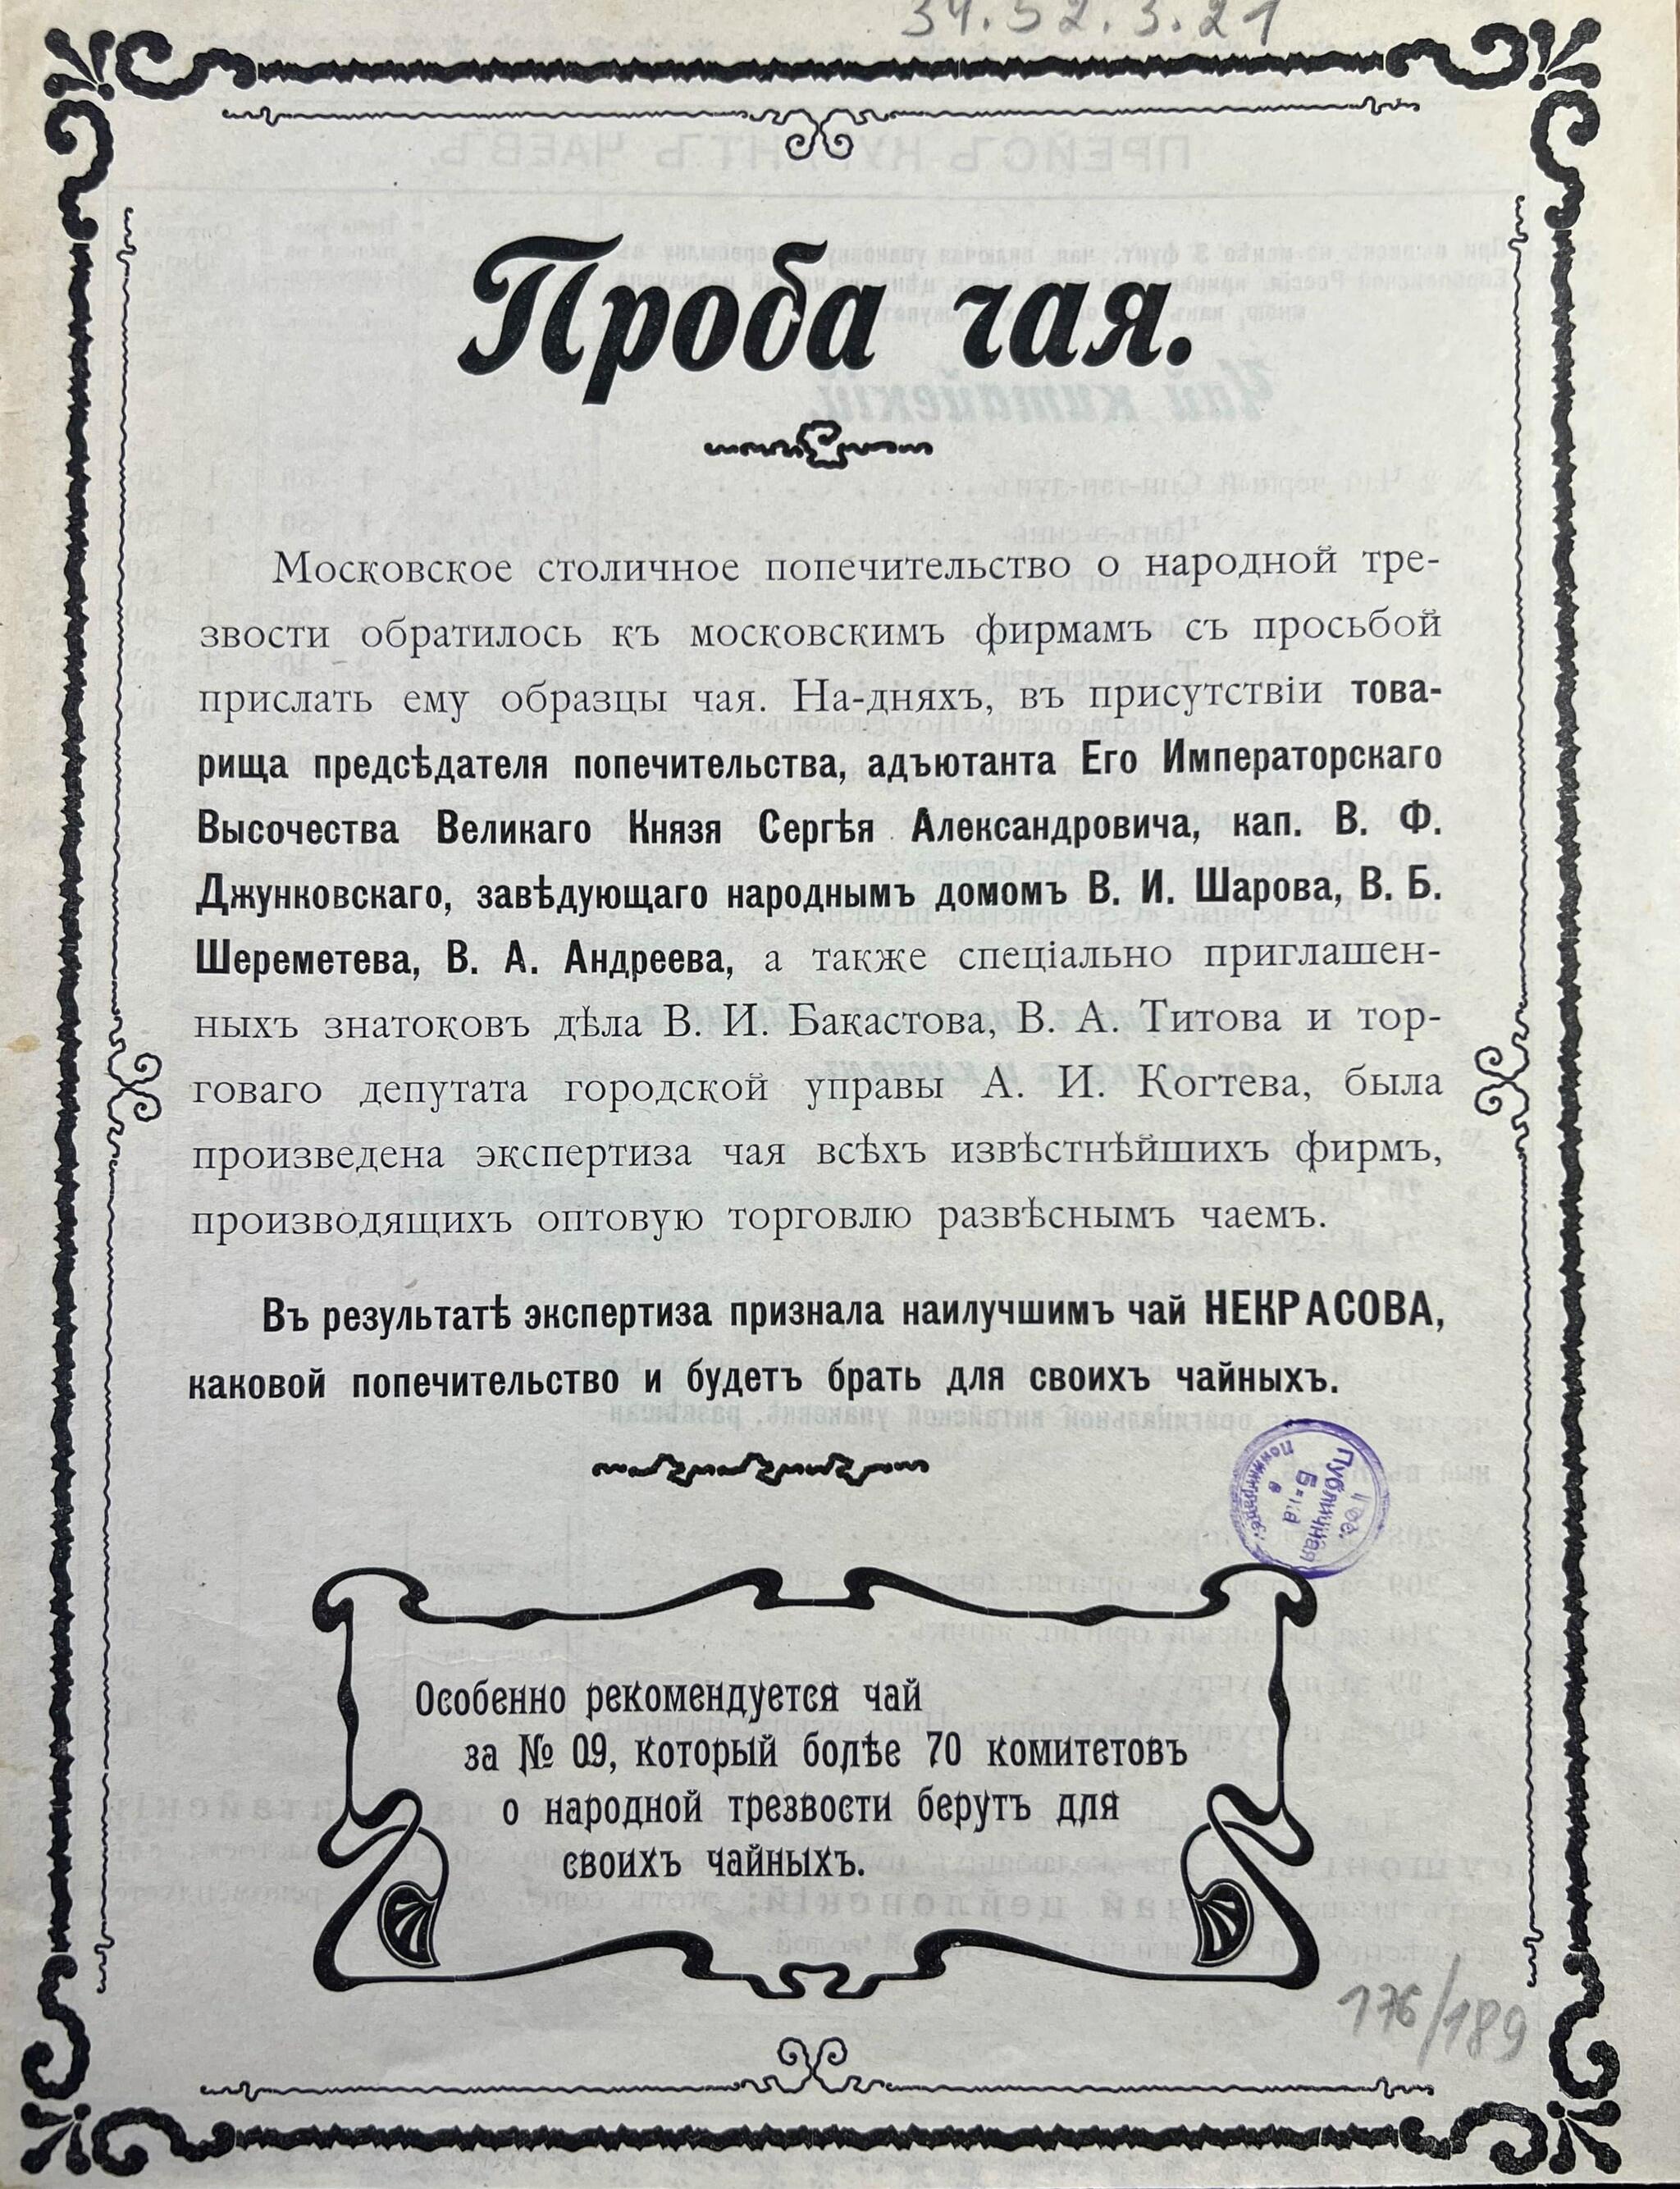 34.52.3.21
Проба чая.
Московское столичное попечительство о народной тре-
звости обратилось къ московскимъ фирмамъ съ просьбой
прислать ему образцы чая. На-дняхъ, въ присутствіи това-
рища предсѣдателя попечительства, адъютанта Его Императорскаго
Высочества Великаго Князя Сергѣя Александровича, кап. В. Ф.
Джунковскаго, завѣдующаго народнымъ домомъ В. И. Шарова, В. Б.
Шереметева, В. А. Андреева, а также спеціально приглашен-
ныхъ знатоковъ дѣла В. И. Бакастова, В. А. Титова и тор-
говаго депутата городской управы А. И. Когтева, была
произведена экспертиза чая всѣхъ извѣстнѣйшихъ фирмъ,
производящихъ оптовую торговлю развѣснымъ чаемъ.
Въ результатѣ экспертиза признала наилучшимъ чай НЕКРАСОВА,
каковой попечительство и будетъ брать для своихъ чайныхъ.
Гос.
Публичная
Б-ка
в
Особенно рекомендуется чай
за № 09, который болѣе 70 комитетовъ
о народной трезвости берутъ для
своихъ чайныхъ.
176/189